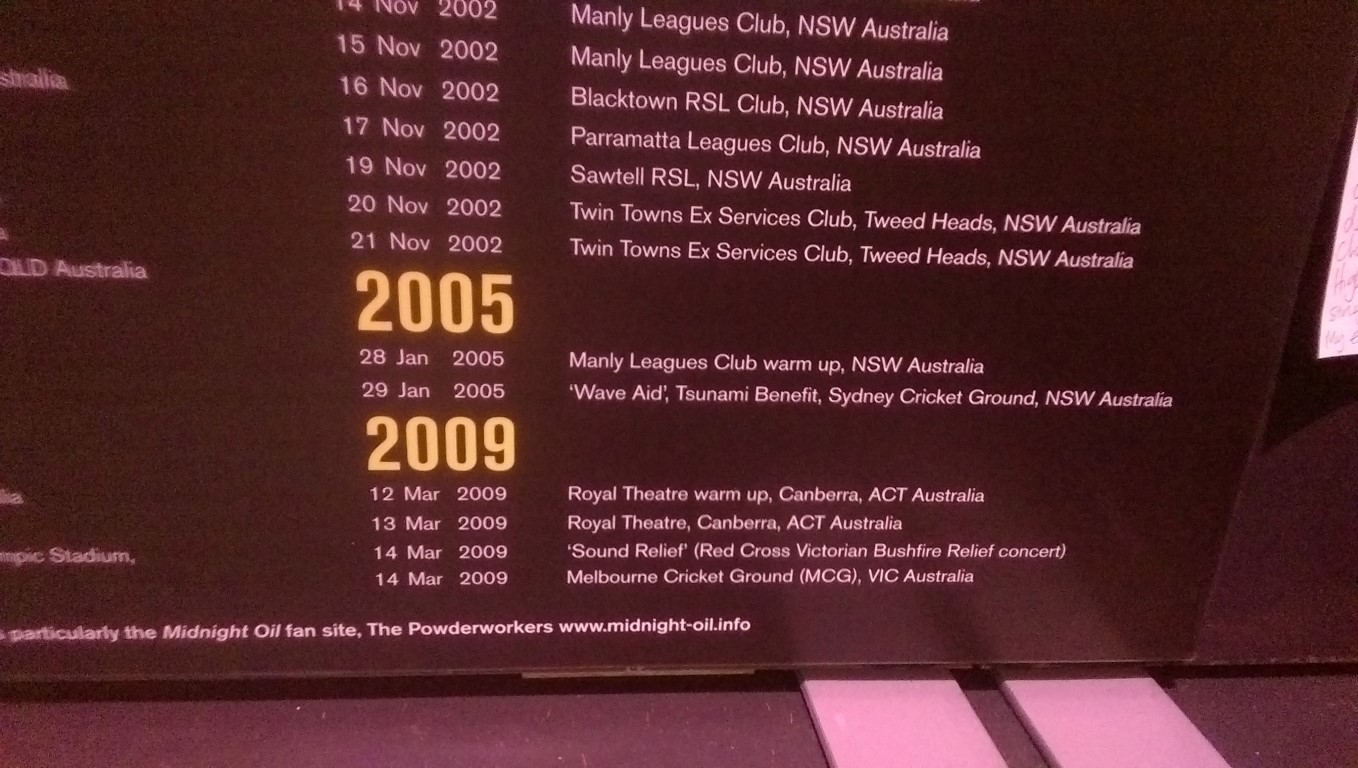 14 Nov 2002 Manly Leagues Club, NSW Australia
15 Nov 2002 Manly Leagues Club, NSW Australia
16 Nov 2002 Blacktown RSL Club, NSW Australia
17 Nov 2002 Parramatta Leagues Club, NSW Australia
19 Nov 2002 Sawtell RSL, NSW Australia
20 Nov 2002 Twin Towns Ex Services Club, Tweed Heads, NSW Australia
21 Nov 2002 Twin Towns Ex Services Club, Tweed Heads, NSW Australia
QLD Australia
2005
28 Jan 2005 Manly Leagues Club warm up, NSW Australia
29 Jan 2005 ‘Wave Aid’, Tsunami Benefit, Sydney Cricket Ground, NSW Australia
2009
12 Mar 2009 Royal Theatre warm up, Canberra, ACT Australia
13 Mar 2009 Royal Theatre, Canberra, ACT Australia
14 Mar 2009 ‘Sound Relief’ (Red Cross Victorian Bushfire Relief concert)
Stadium,
14 Mar 2009 Melbourne Cricket Ground (MCG), VIC Australia
particularly the Midnight Oil fan site, The Powderworkers www.midnight-oil.info